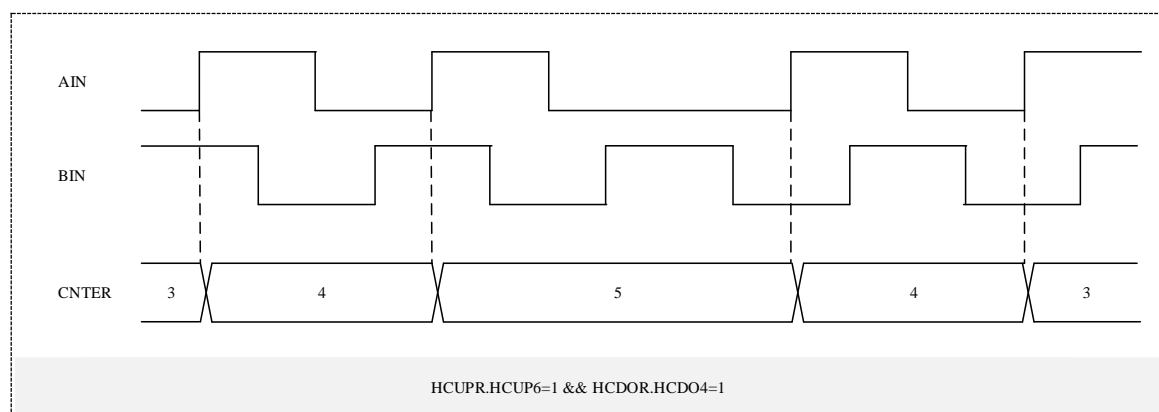 AIN
BIN
CNTER 3 4 5 4 3
HCUPR.HCUP6=1 && HCDOR.HCDO4=1